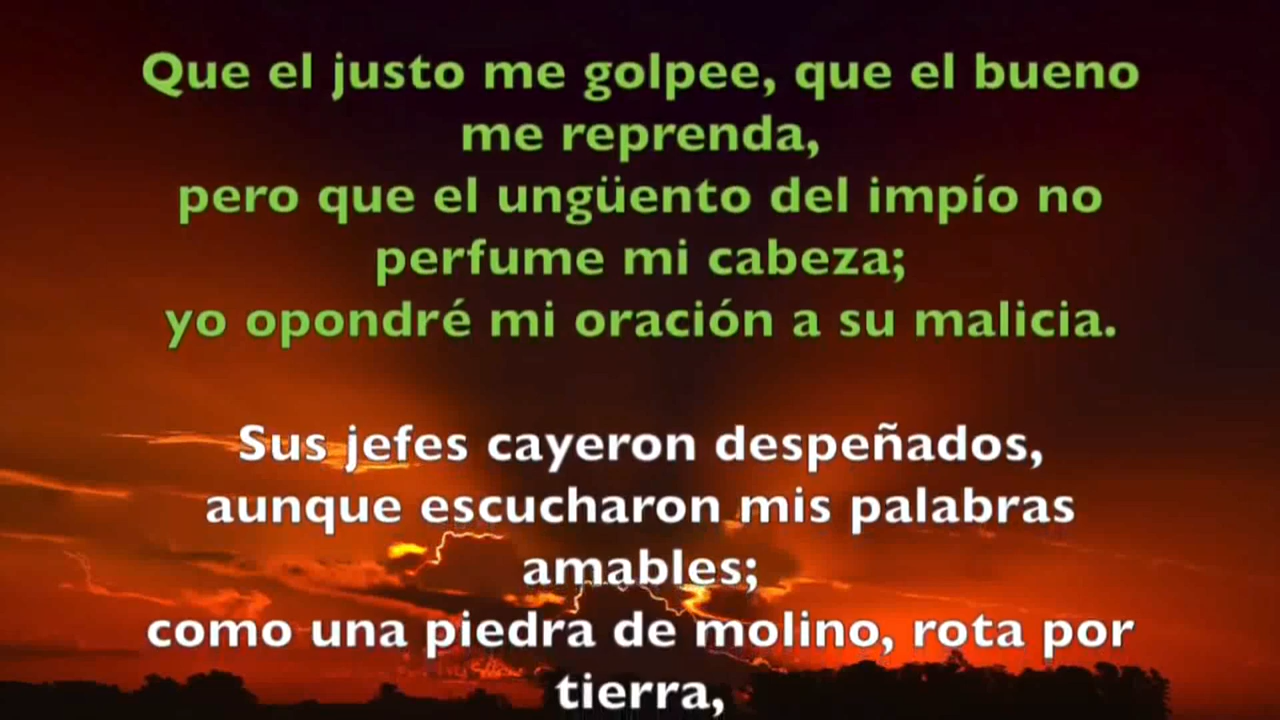 Que el justo me golpee, que el bueno
me reprenda,
pero que el ungüento del impío no
perfume mi cabeza;
yo opondré mi oración a su malicia.
Sus jefes cayeron despeñados,
aunque escucharon mis palabras
amables;
como una piedra de molino, rota por
tierra,